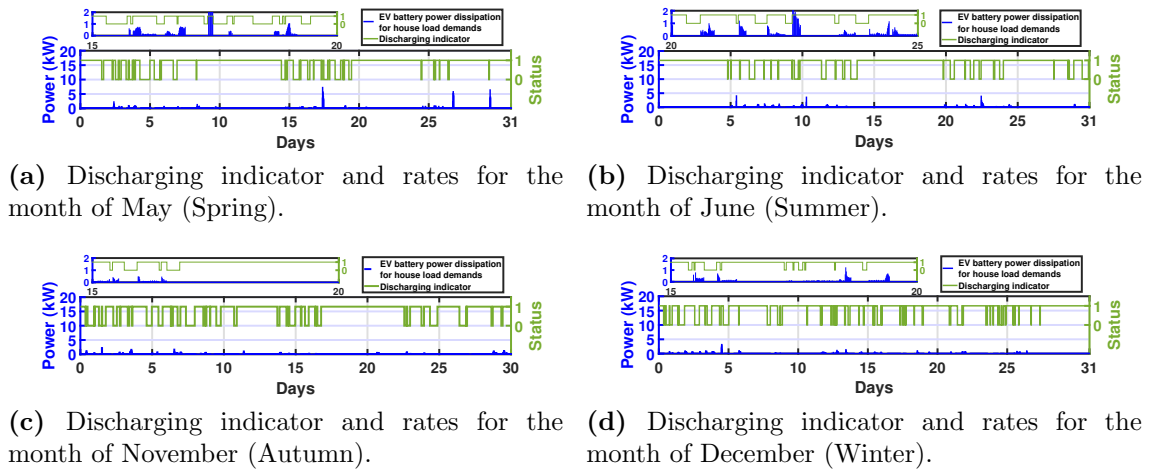 2
1
0
1
0
15
20
EV battery power dissipation
for house load demands
Discharging indicator
20
15
10
5
0
Power (kW)
1
0
Status
0 5 10 15 20 25 31
Days
(a) Discharging indicator and rates for the
month of May (Spring).
2
1
0
1
0
20
25
EV battery power dissipation
for house load demands
Discharging indicator
20
15
10
5
0
Power (kW)
1
0
Status
0 5 10 15 20 25 31
Days
(b) Discharging indicator and rates for the
month of June (Summer).
2
1
0
1
0
15
20
EV battery power dissipation
for house load demands
Discharging indicator
20
15
10
5
0
Power (kW)
1
0
Status
0 5 10 15 20 25 30
Days
(c) Discharging indicator and rates for the
month of November (Autumn).
2
1
0
1
0
15
20
EV battery power dissipation
for house load demands
Discharging indicator
20
15
10
5
0
Power (kW)
1
0
Status
0 5 10 15 20 25 31
Days
(d) Discharging indicator and rates for the
month of December (Winter).